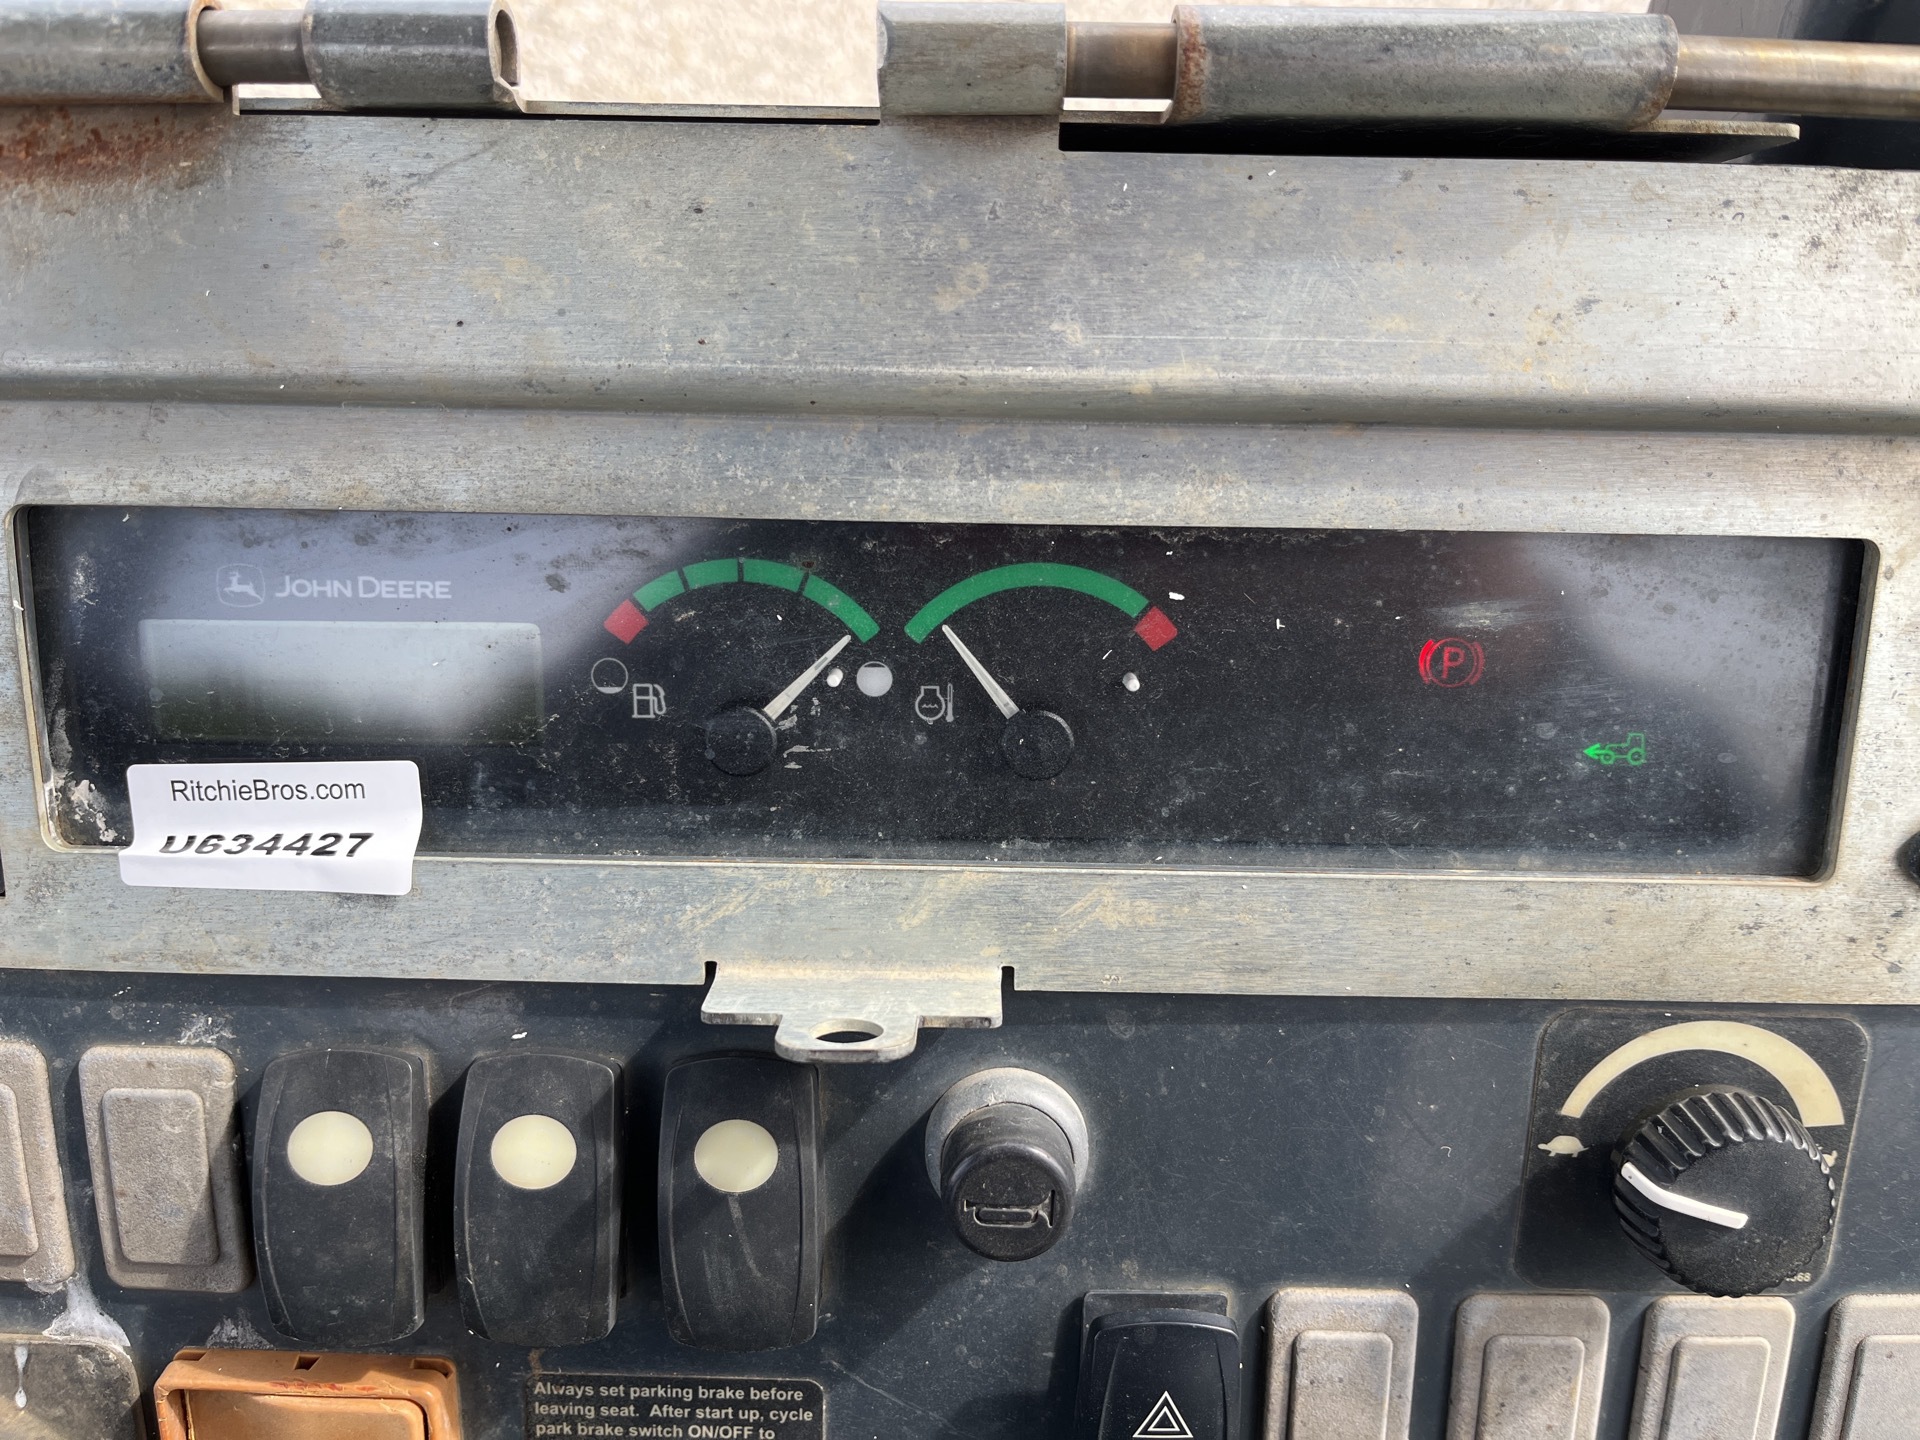 JOHN DEERE
P
RitchieBros.com
U634427
Always set parking brake before
leaving seat. After start up, cycle
park brake switch ON/OFF to